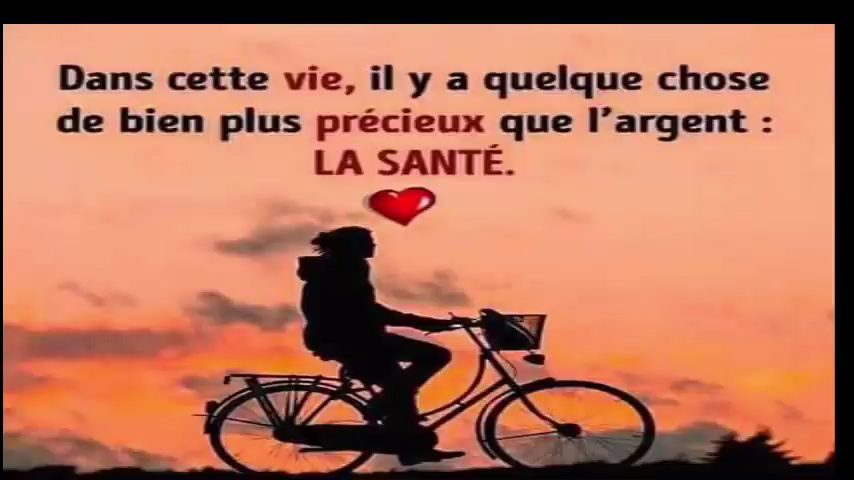 Dans cette vie, il y a quelque chose
de bien plus précieux que l'argent :
LA SANTÉ.